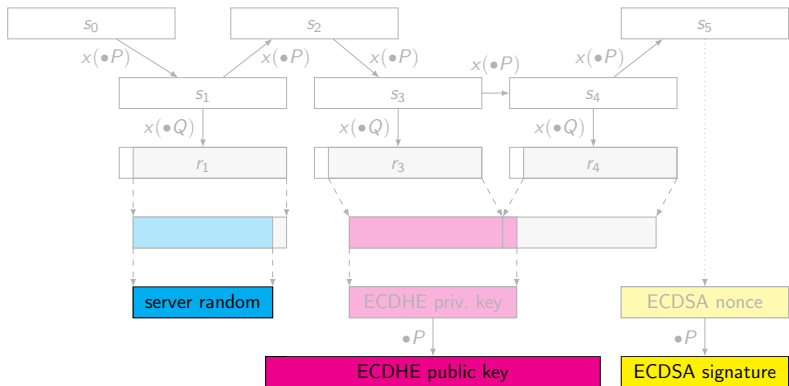 s₀ s₂ s₅
x(•P) x(•P) x(•P) x(•P) x(•P)
s₁ s₃ s₄
x(•Q) x(•Q) x(•Q)
r₁ r₃ r₄
server random ECDHE priv. key ECDSA nonce
•P •P
ECDHE public key ECDSA signature